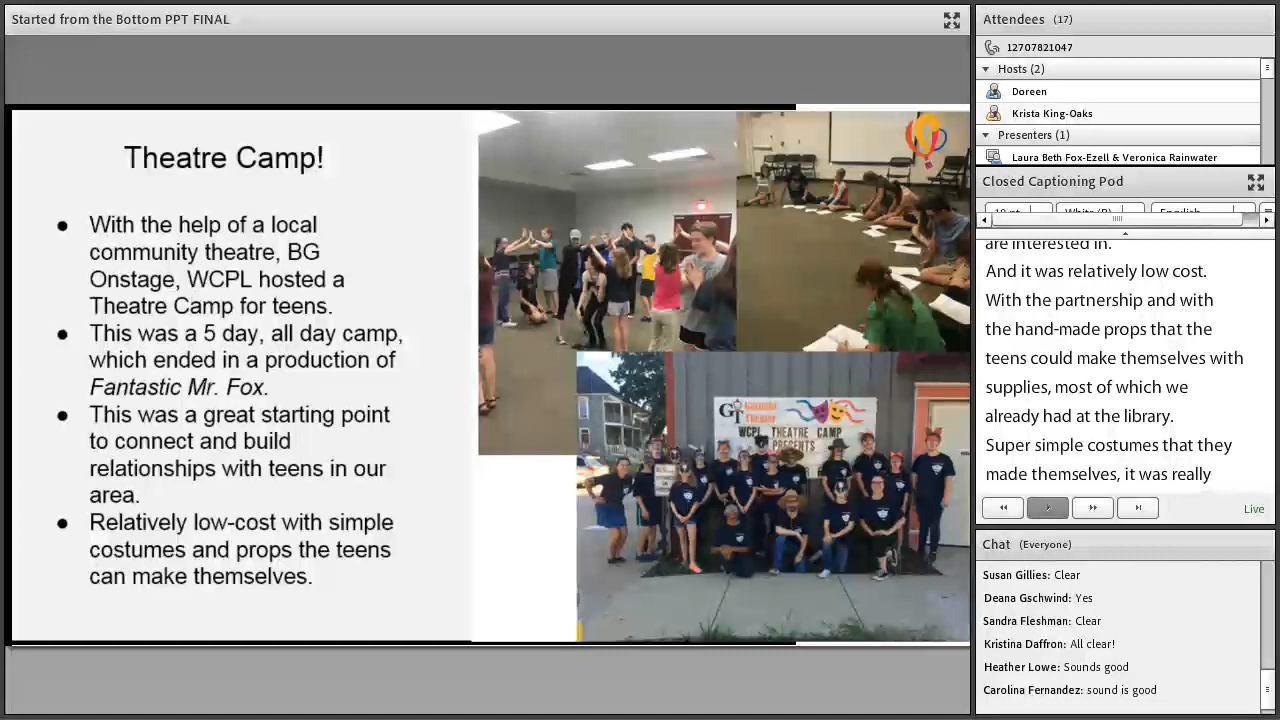 Started from the Bottom PPT FINAL
Theatre Camp!
● With the help of a local
community theatre, BG
Onstage, WCPL hosted a
Theatre Camp for teens.
● This was a 5 day, all day camp,
which ended in a production of
Fantastic Mr. Fox.
● This was a great starting point
to connect and build
relationships with teens in our
area.
● Relatively low-cost with simple
costumes and props the teens
can make themselves.
WCPL THEATRE CAMP
PRESENTS
Attendees (17)
12707821047
Hosts (2)
Doreen
Krista King-Oaks
Presenters (1)
Laura Beth Fox-Ezell & Veronica Rainwater
Closed Captioning Pod
English
are interested in.
And it was relatively low cost.
With the partnership and with
the hand-made props that the
teens could make themselves with
supplies, most of which we
already had at the library.
Super simple costumes that they
made themselves, it was really
Live
Chat (Everyone)
Susan Gillies: Clear
Deana Gschwind: Yes
Sandra Fleshman: Clear
Kristina Daffron: All clear!
Heather Lowe: Sounds good
Carolina Fernandez: sound is good